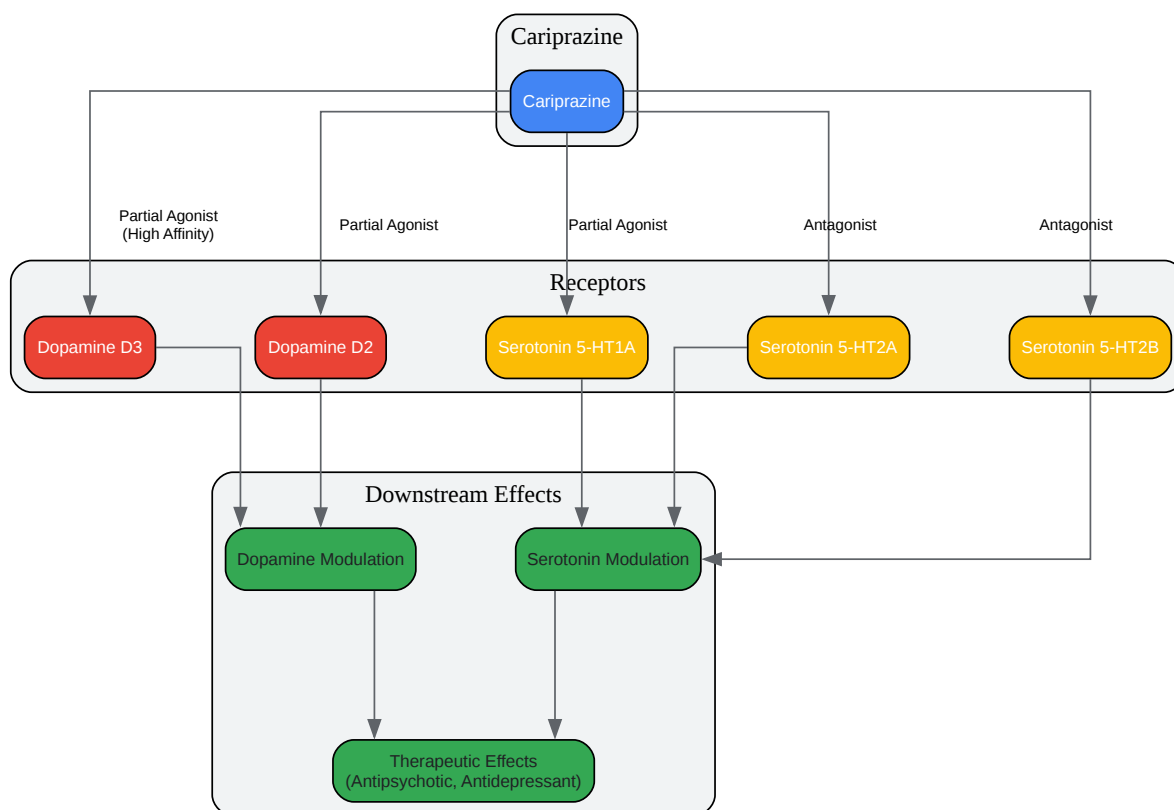 Cariprazine
Cariprazine
Partial Agonist
(High Affinity)
Partial Agonist
Partial Agonist
Antagonist
Antagonist
Receptors
Dopamine D3
Dopamine D2
Serotonin 5-HT1A
Serotonin 5-HT2A
Serotonin 5-HT2B
Downstream Effects
Dopamine Modulation
Serotonin Modulation
Therapeutic Effects
(Antipsychotic, Antidepressant)